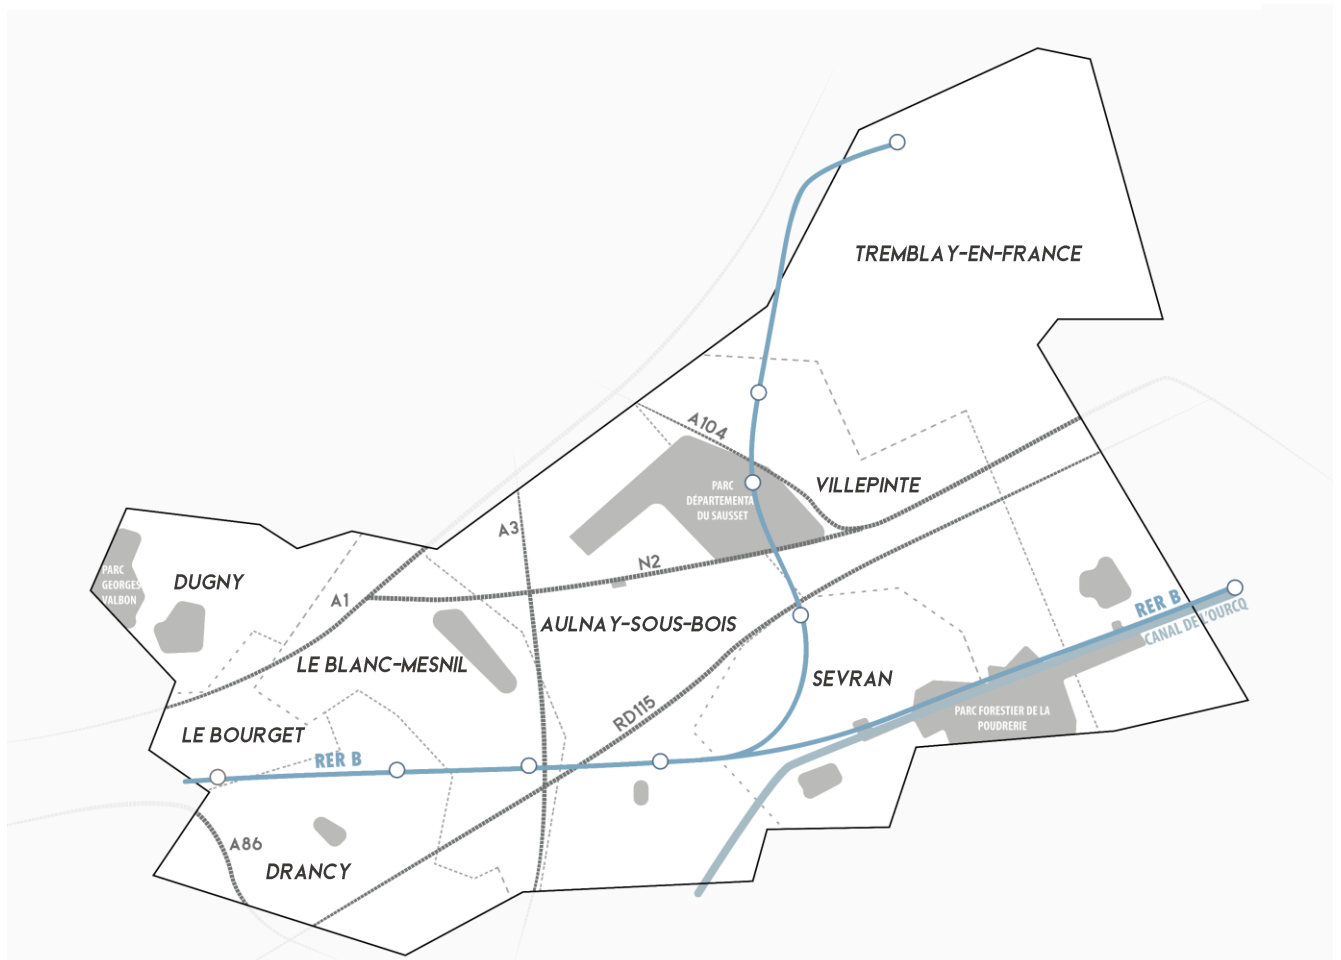 TREMBLAY-EN-FRANCE
A104
VILLEPINTE
PARC
DÉPARTEMENTA
DU SAUSSET
A3
N2
DUGNY
PARC
GEORGES
VALBON
A1
AULNAY-SOUS-BOIS
RER B
CANAL DE L'OURCQ
LE BLANC-MESNIL
SEVRAN
RD115
PARC FORESTIER DE LA
POUDRERIE
LE BOURGET
RER B
A86
DRANCY